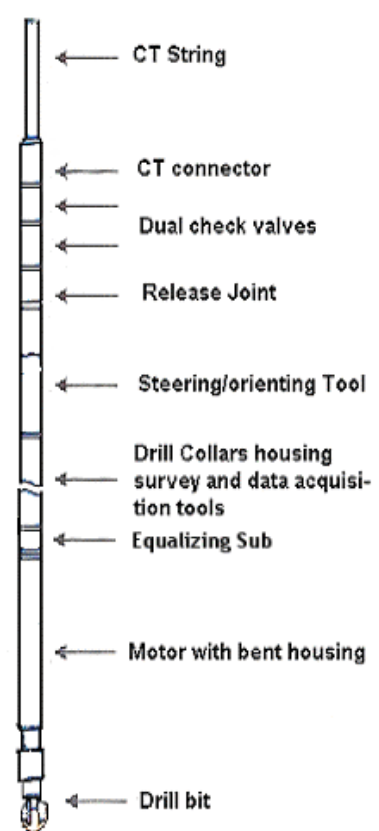 CT String
CT connector
Dual check valves
Release Joint
Steering/orienting Tool
Drill Collars housing
survey and data acquisi-
tion tools
Equalizing Sub
Motor with bent housing
Drill bit